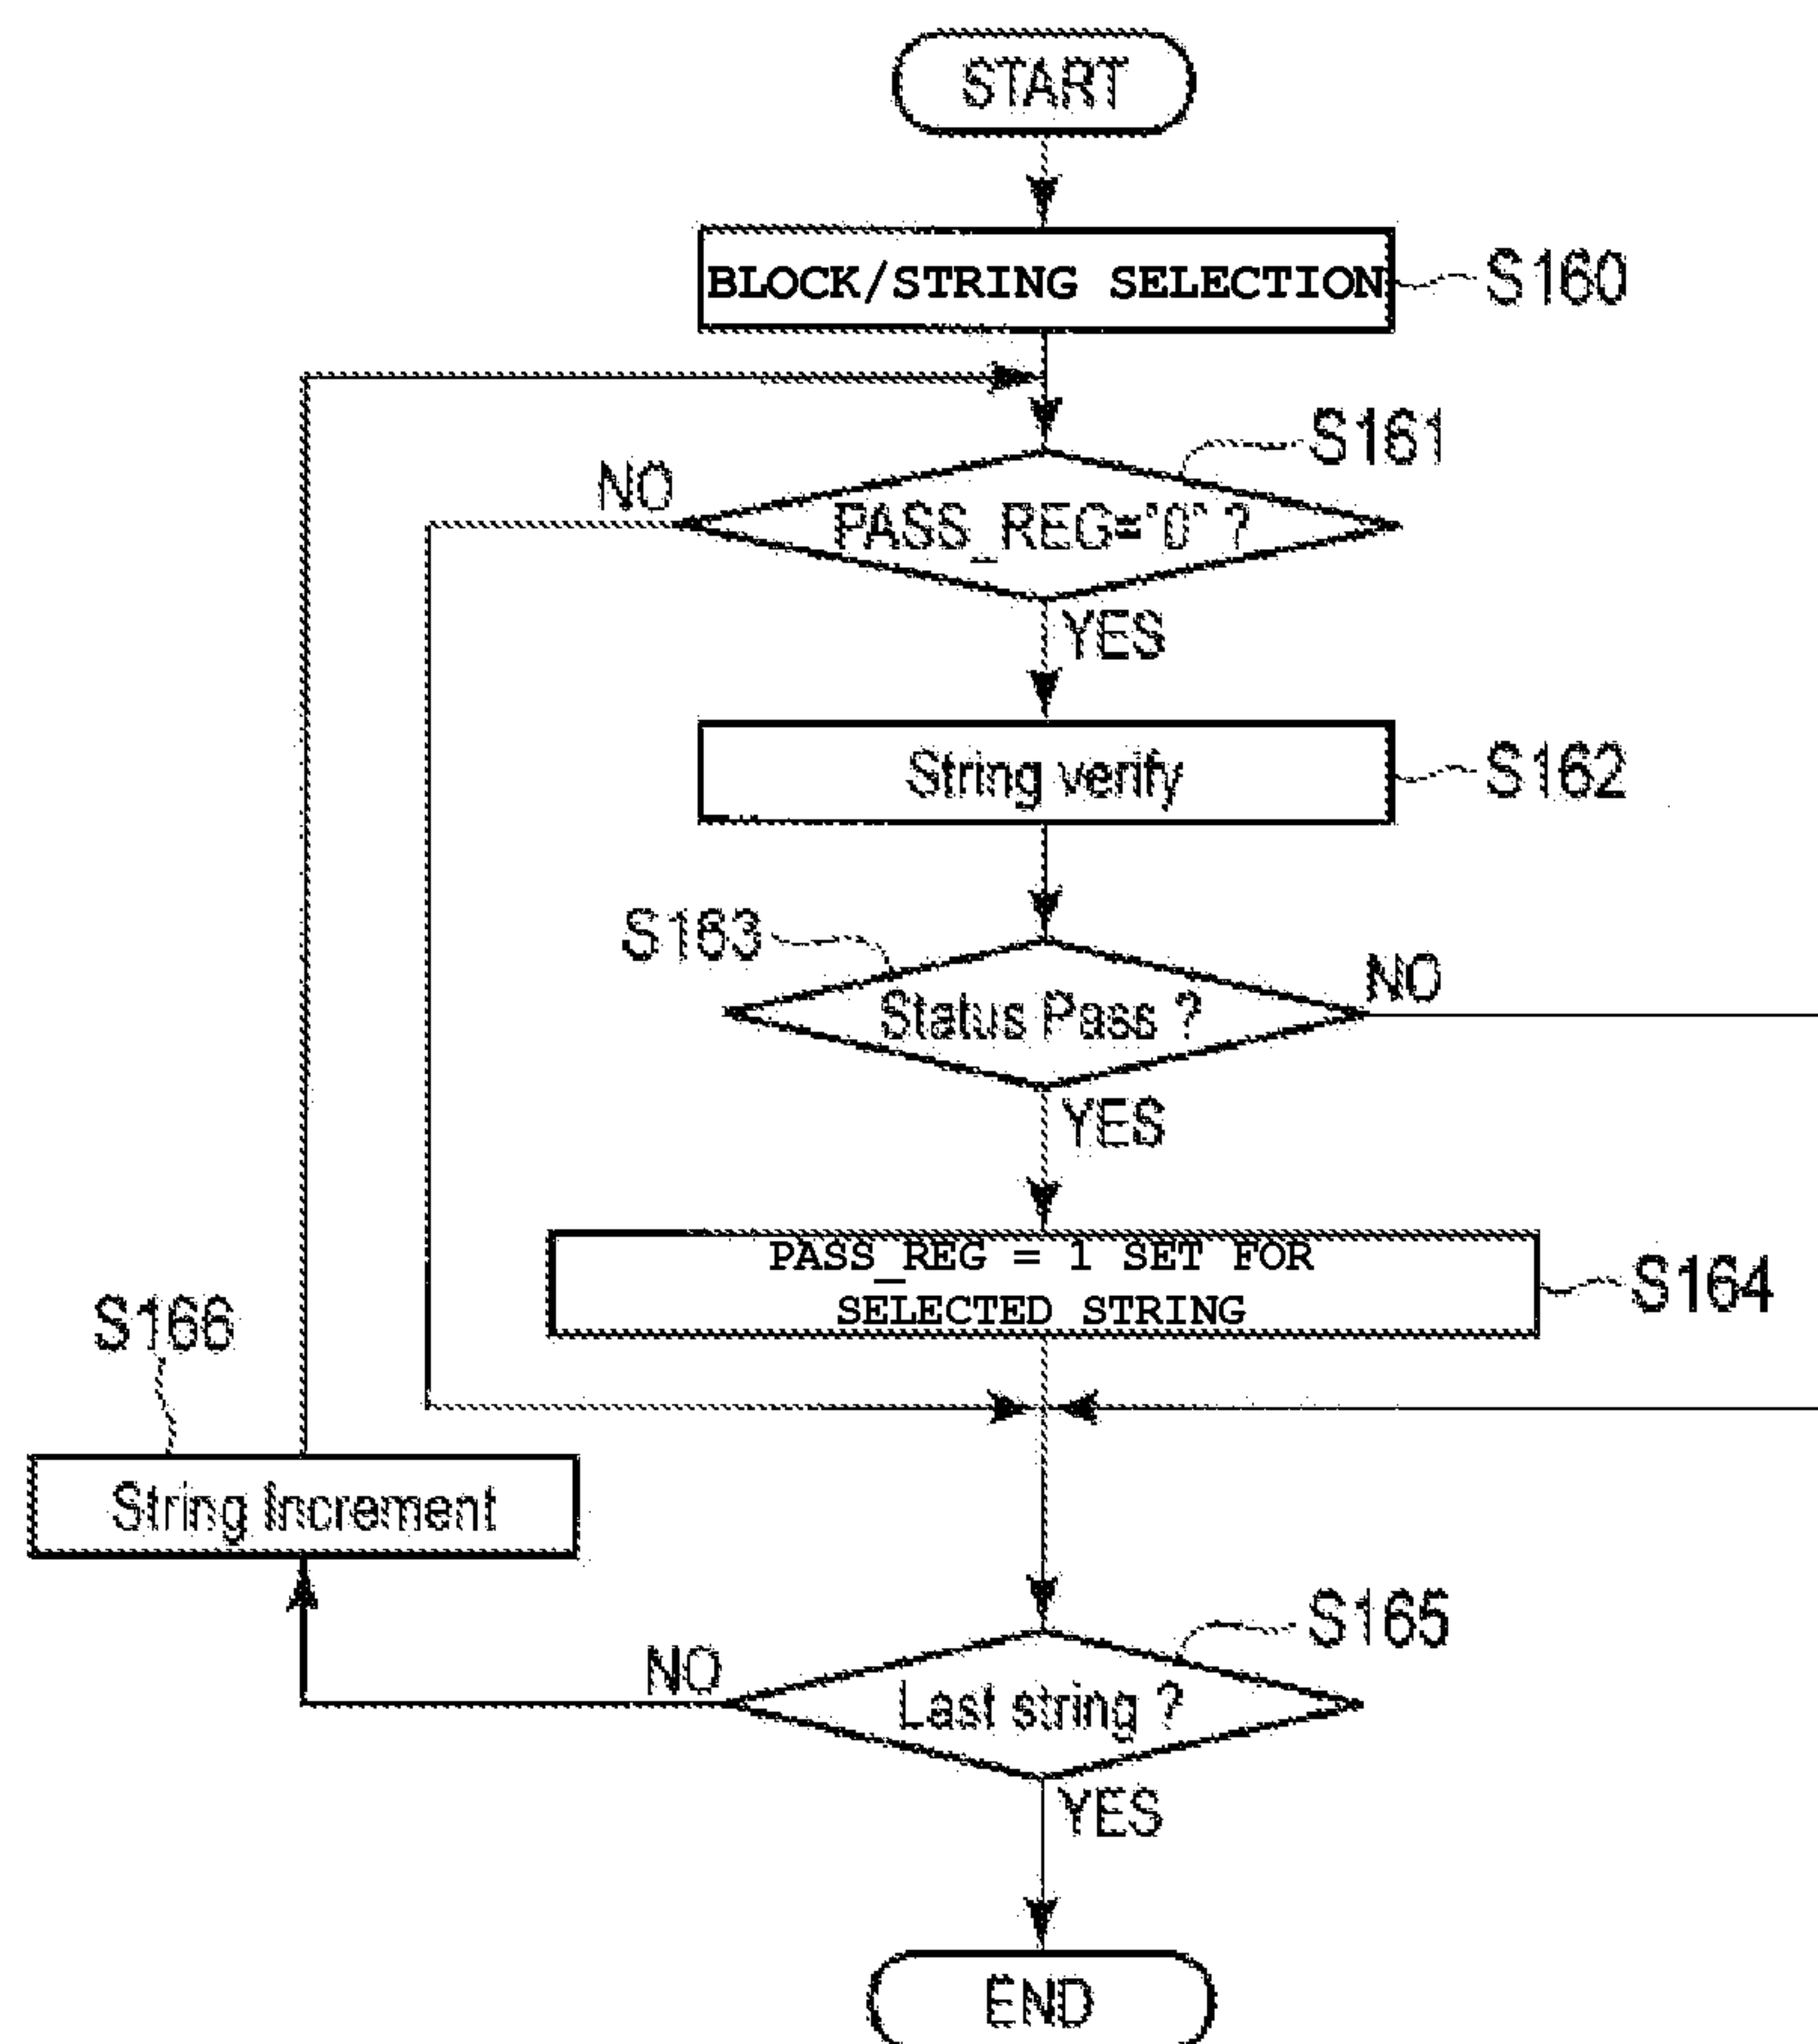 START
BLOCK/STRING SELECTION
S160
S161
NO
PASS_REG="0" ?
YES
String verify
S162
S163
NO
Status Pass ?
YES
PASS_REG = 1 SET FOR
SELECTED STRING
S164
S166
String Increment
S165
NO
Last string ?
YES
END